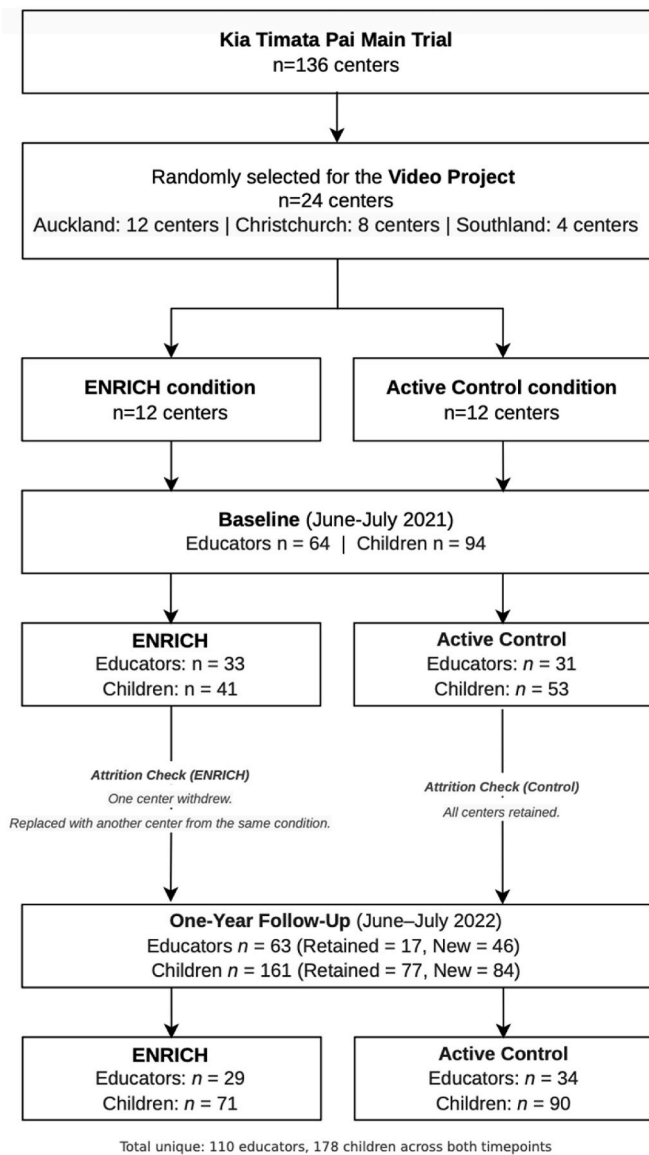 Kia Timata Pai Main Trial
n=136 centers
Randomly selected for the Video Project
n=24 centers
Auckland: 12 centers | Christchurch: 8 centers | Southland: 4 centers
ENRICH condition
n=12 centers
Active Control condition
n=12 centers
Baseline (June-July 2021)
Educators n = 64 | Children n = 94
ENRICH
Educators: n = 33
Children: n = 41
Active Control
Educators: n = 31
Children: n = 53
Attrition Check (ENRICH)
One center withdrew.
Replaced with another center from the same condition.
Attrition Check (Control)
All centers retained.
One-Year Follow-Up (June–July 2022)
Educators n = 63 (Retained = 17, New = 46)
Children n = 161 (Retained = 77, New = 84)
ENRICH
Educators: n = 29
Children: n = 71
Active Control
Educators: n = 34
Children: n = 90
Total unique: 110 educators, 178 children across both timepoints